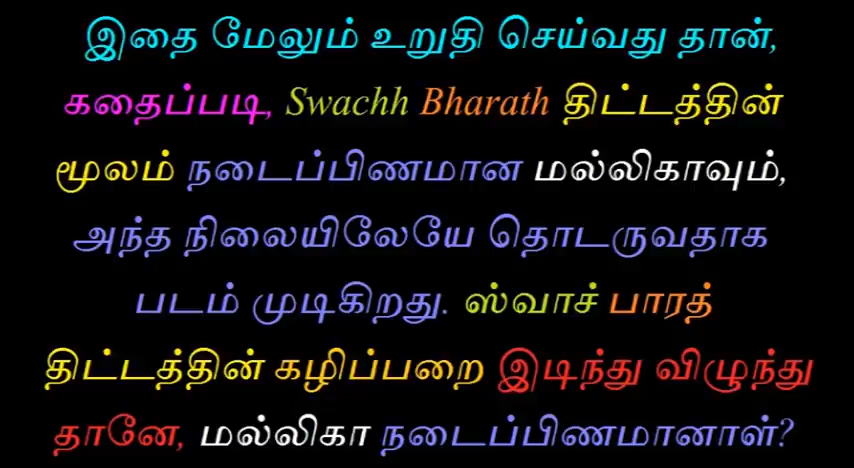 இதை மேலும் உறுதி செய்வது தான்,
கதைப்படி, Swachh Bharath திட்டத்தின்
மூலம் நடைப்பிணமான மல்லிகாவும்,
அந்த நிலையிலேயே தொடருவதாக
படம் முடிகிறது. ஸ்வாச் பாரத்
திட்டத்தின் கழிப்பறை இடிந்து விழுந்து
தானே, மல்லிகா நடைப்பிணமானாள்?